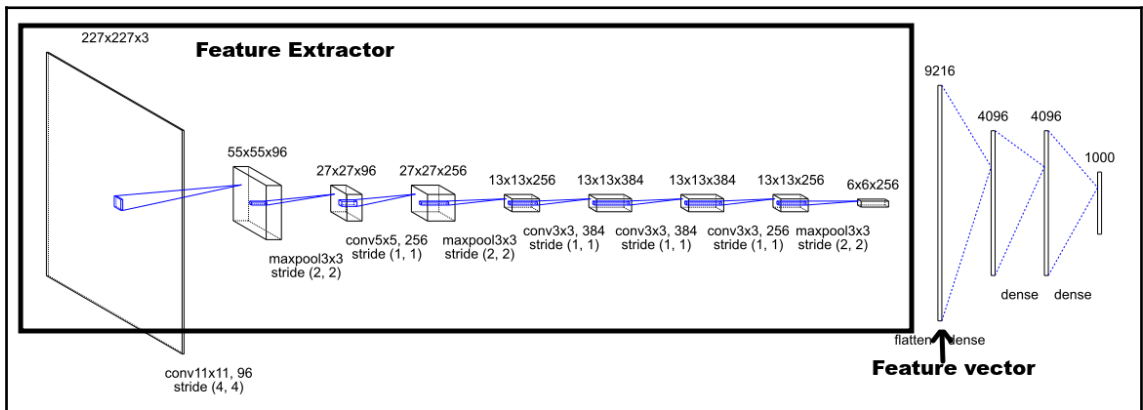 227x227x3
Feature Extractor
9216
4096
4096
1000
55x55x96
27x27x96
27x27x256
13x13x256
13x13x384
13x13x384
13x13x256
6x6x256
conv11x11, 96
stride (4, 4)
maxpool3x3
stride (2, 2)
conv5x5, 256
stride (1, 1)
maxpool3x3
stride (2, 2)
conv3x3, 384
stride (1, 1)
conv3x3, 384
stride (1, 1)
conv3x3, 256
stride (1, 1)
maxpool3x3
stride (2, 2)
flatten
dense
dense
dense
Feature vector